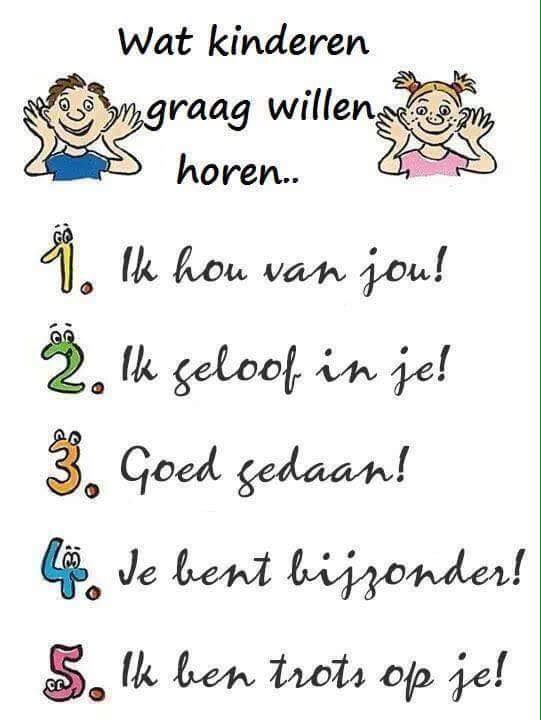 Wat kinderen
graag willen
horen..
1. Ik hou van jou!
2. Ik geloof in je!
3. Goed gedaan!
4. Je bent bijzonder!
5. Ik ben trots op je!